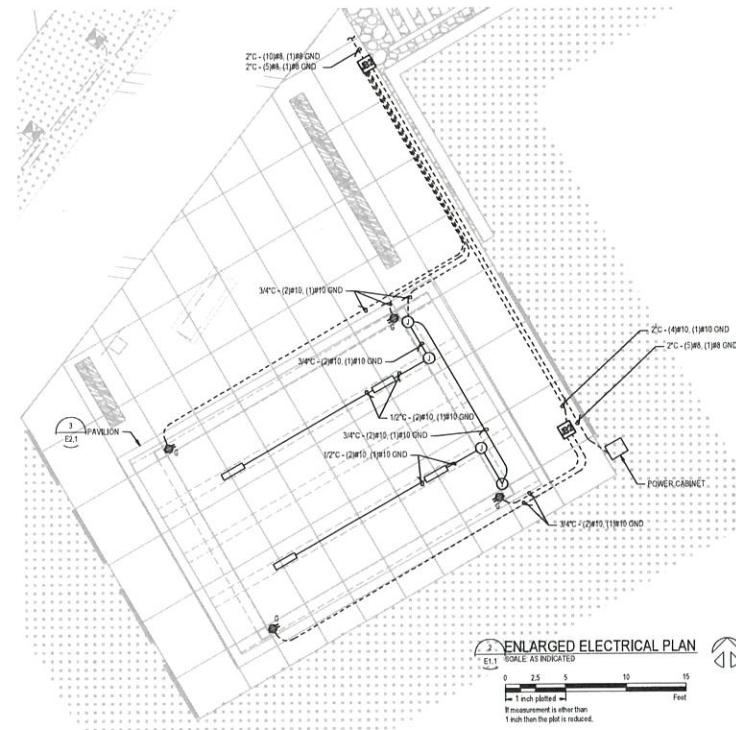 2"C - (10)#8, (1)#8 GND
2"C - (5)#8, (1)#8 GND
3/4"C - (2)#10, (1)#10 GND
3/4"C - (2)#10, (1)#10 GND
2"C - (4)#10, (1)#10 GND
2"C - (5)#8, (1)#8 GND
1/2"C - (2)#10, (1)#10 GND
3/4"C - (2)#10, (1)#10 GND
1/2"C - (2)#10, (1)#10 GND
3
E2.1
PAVILION
J
J
J
J
POWER CABINET
3/4"C - (2)#10, (1)#10 GND
2
E1.1
ENLARGED ELECTRICAL PLAN
SCALE: AS INDICATED
0 2.5 5 10 15
1 inch plotted
Feet
If measurement is other than
1 inch then the plot is reduced.